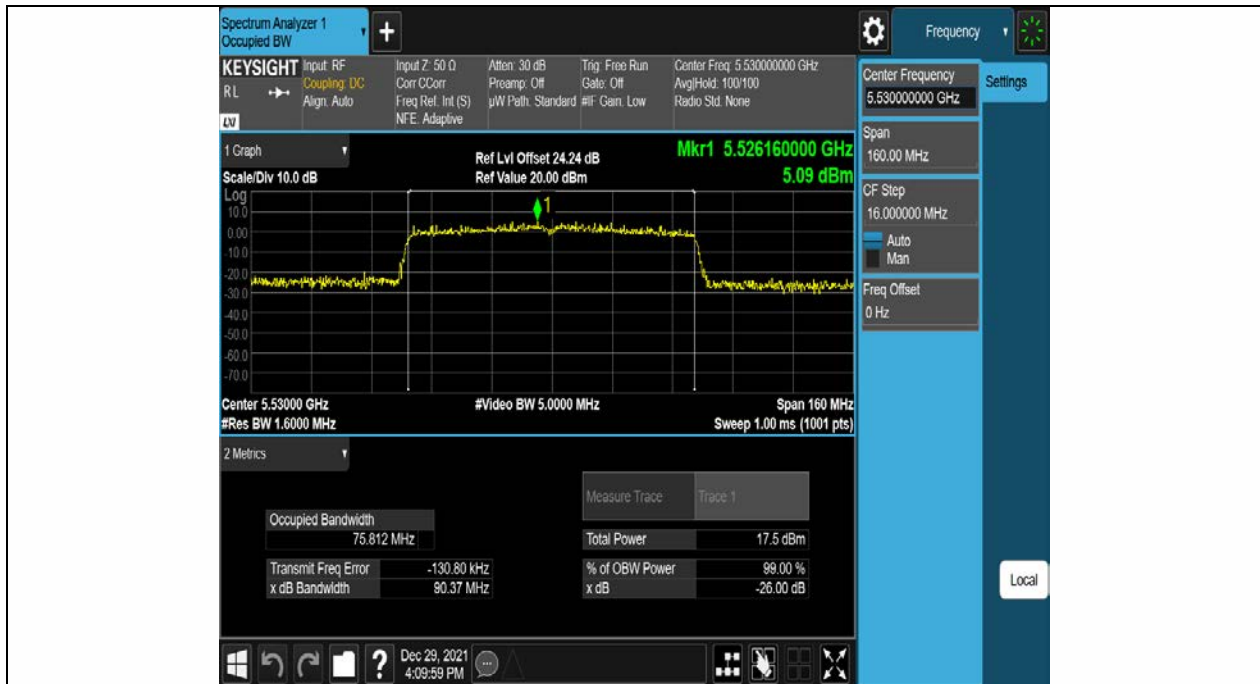 Spectrum Analyzer 1
Occupied BW
+
Frequency
KEYSIGHT
RL
LXI
Input: RF
Coupling: DC
Align: Auto
Input Z: 50 Ω
Corr CCorr
Freq Ref: Int (S)
NFE: Adaptive
Atten: 30 dB
Preamp: Off
µW Path: Standard
Trig: Free Run
Gate: Off
#IF Gain: Low
Center Freq: 5.530000000 GHz
Avg|Hold: 100/100
Radio Std: None
Center Frequency
5.530000000 GHz
Settings
Span
160.00 MHz
CF Step
16.000000 MHz
Auto
Man
Freq Offset
0 Hz
Local
1 Graph
Scale/Div 10.0 dB
Ref Lvl Offset 24.24 dB
Ref Value 20.00 dBm
Mkr1 5.526160000 GHz
5.09 dBm
Log
10.0
0.00
-10.0
-20.0
-30.0
-40.0
-50.0
-60.0
-70.0
1
Center 5.53000 GHz
#Video BW 5.0000 MHz
Span 160 MHz
#Res BW 1.6000 MHz
Sweep 1.00 ms (1001 pts)
2 Metrics
Measure Trace
Trace 1
Occupied Bandwidth
75.812 MHz
Total Power 17.5 dBm
Transmit Freq Error -130.80 kHz
% of OBW Power 99.00 %
x dB Bandwidth 90.37 MHz
x dB -26.00 dB
?
Dec 29, 2021
4:09:59 PM